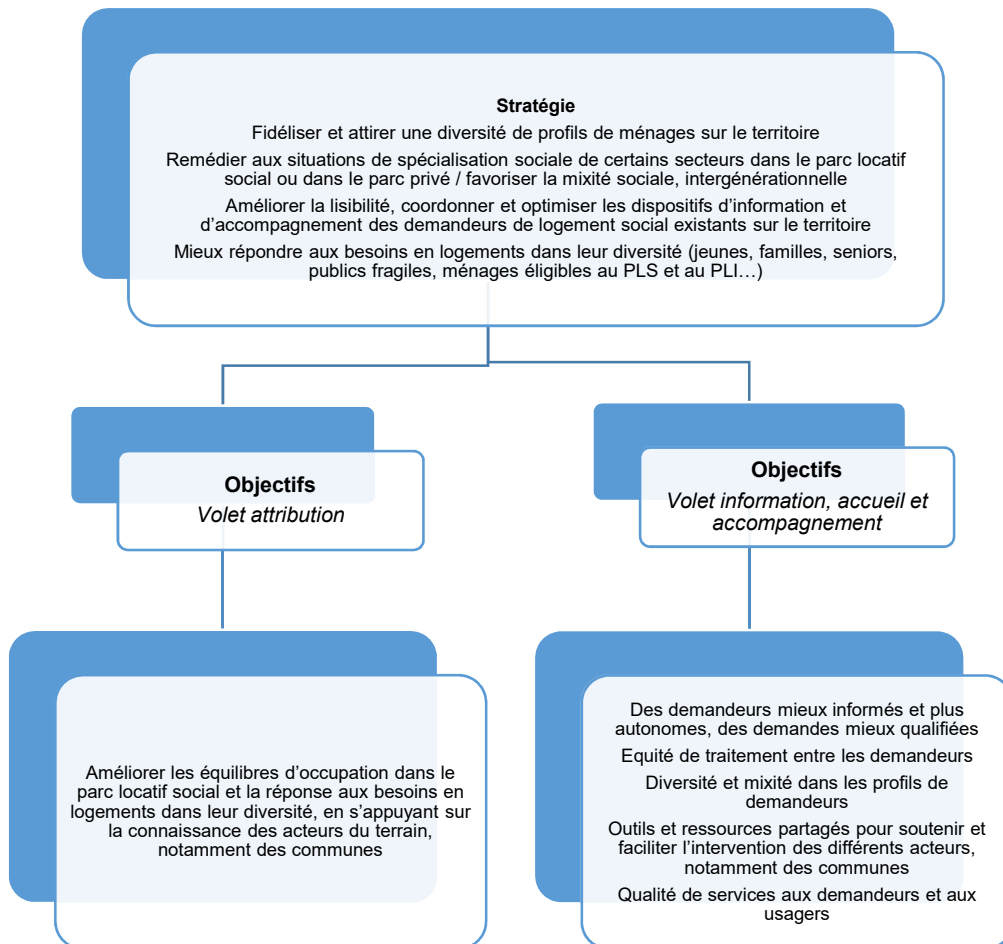 Stratégie
Fidéliser et attirer une diversité de profils de ménages sur le territoire
Remédier aux situations de spécialisation sociale de certains secteurs dans le parc locatif
social ou dans le parc privé / favoriser la mixité sociale, intergénérationnelle
Améliorer la lisibilité, coordonner et optimiser les dispositifs d’information et
d’accompagnement des demandeurs de logement social existants sur le territoire
Mieux répondre aux besoins en logements dans leur diversité (jeunes, familles, seniors,
publics fragiles, ménages éligibles au PLS et au PLI…)
Objectifs
Volet attribution
Objectifs
Volet information, accueil et
accompagnement
Améliorer les équilibres d’occupation dans le
parc locatif social et la réponse aux besoins en
logements dans leur diversité, en s’appuyant sur
la connaissance des acteurs du terrain,
notamment des communes
Des demandeurs mieux informés et plus
autonomes, des demandes mieux qualifiées
Equité de traitement entre les demandeurs
Diversité et mixité dans les profils de
demandeurs
Outils et ressources partagés pour soutenir et
faciliter l’intervention des différents acteurs,
notamment des communes
Qualité de services aux demandeurs et aux
usagers